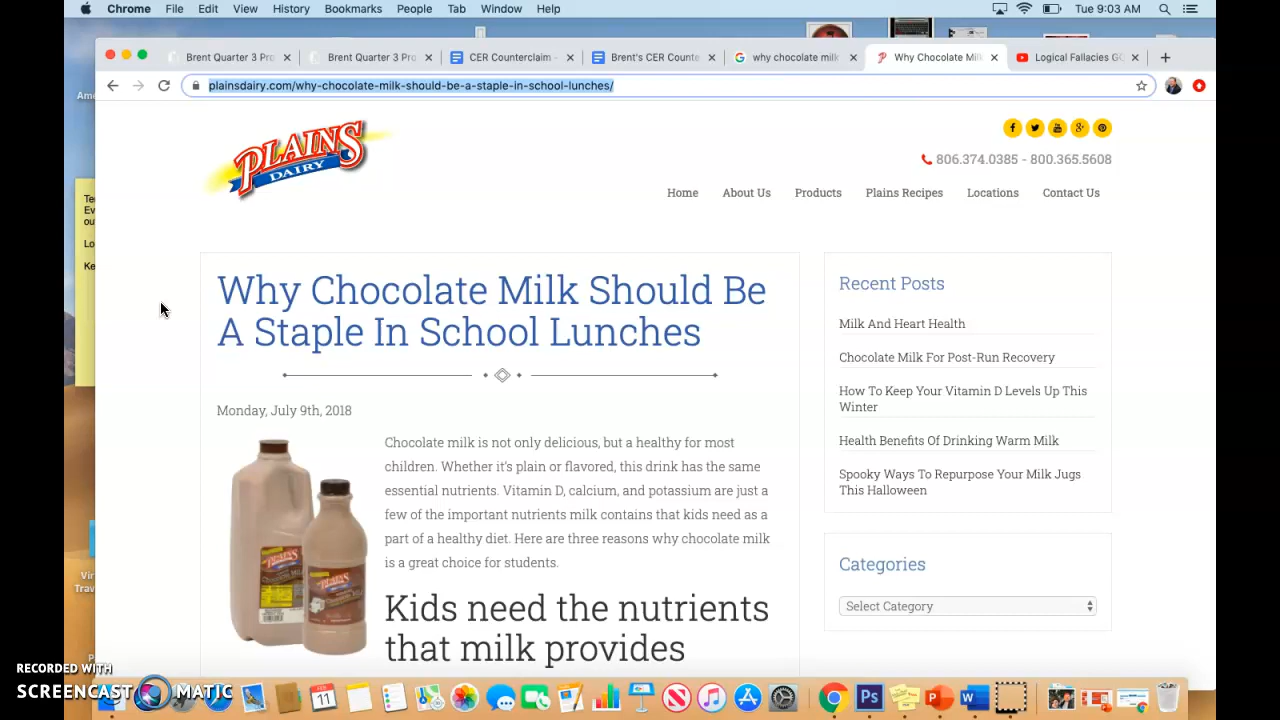 Chrome File Edit View History Bookmarks People Tab Window Help Tue 9:03 AM
Brent Quarter 3 Pro
Brent Quarter 3 Pro
CER Counterclaim -
Brent's CER Counte
why chocolate milk
Why Chocolate Mil
Logical Fallacies GO
plainsdairy.com/why-chocolate-milk-should-be-a-staple-in-school-lunches/
PLAINS
DAIRY
806.374.0385 - 800.365.5608
Home About Us Products Plains Recipes Locations Contact Us
Why Chocolate Milk Should Be
A Staple In School Lunches
Monday, July 9th, 2018
Chocolate milk is not only delicious, but a healthy for most
children. Whether it's plain or flavored, this drink has the same
essential nutrients. Vitamin D, calcium, and potassium are just a
few of the important nutrients milk contains that kids need as a
part of a healthy diet. Here are three reasons why chocolate milk
is a great choice for students.
Kids need the nutrients
that milk provides
Recent Posts
Milk And Heart Health
Chocolate Milk For Post-Run Recovery
How To Keep Your Vitamin D Levels Up This
Winter
Health Benefits Of Drinking Warm Milk
Spooky Ways To Repurpose Your Milk Jugs
This Halloween
Categories
Select Category
RECORDED WITH
SCREENCAST MATIC